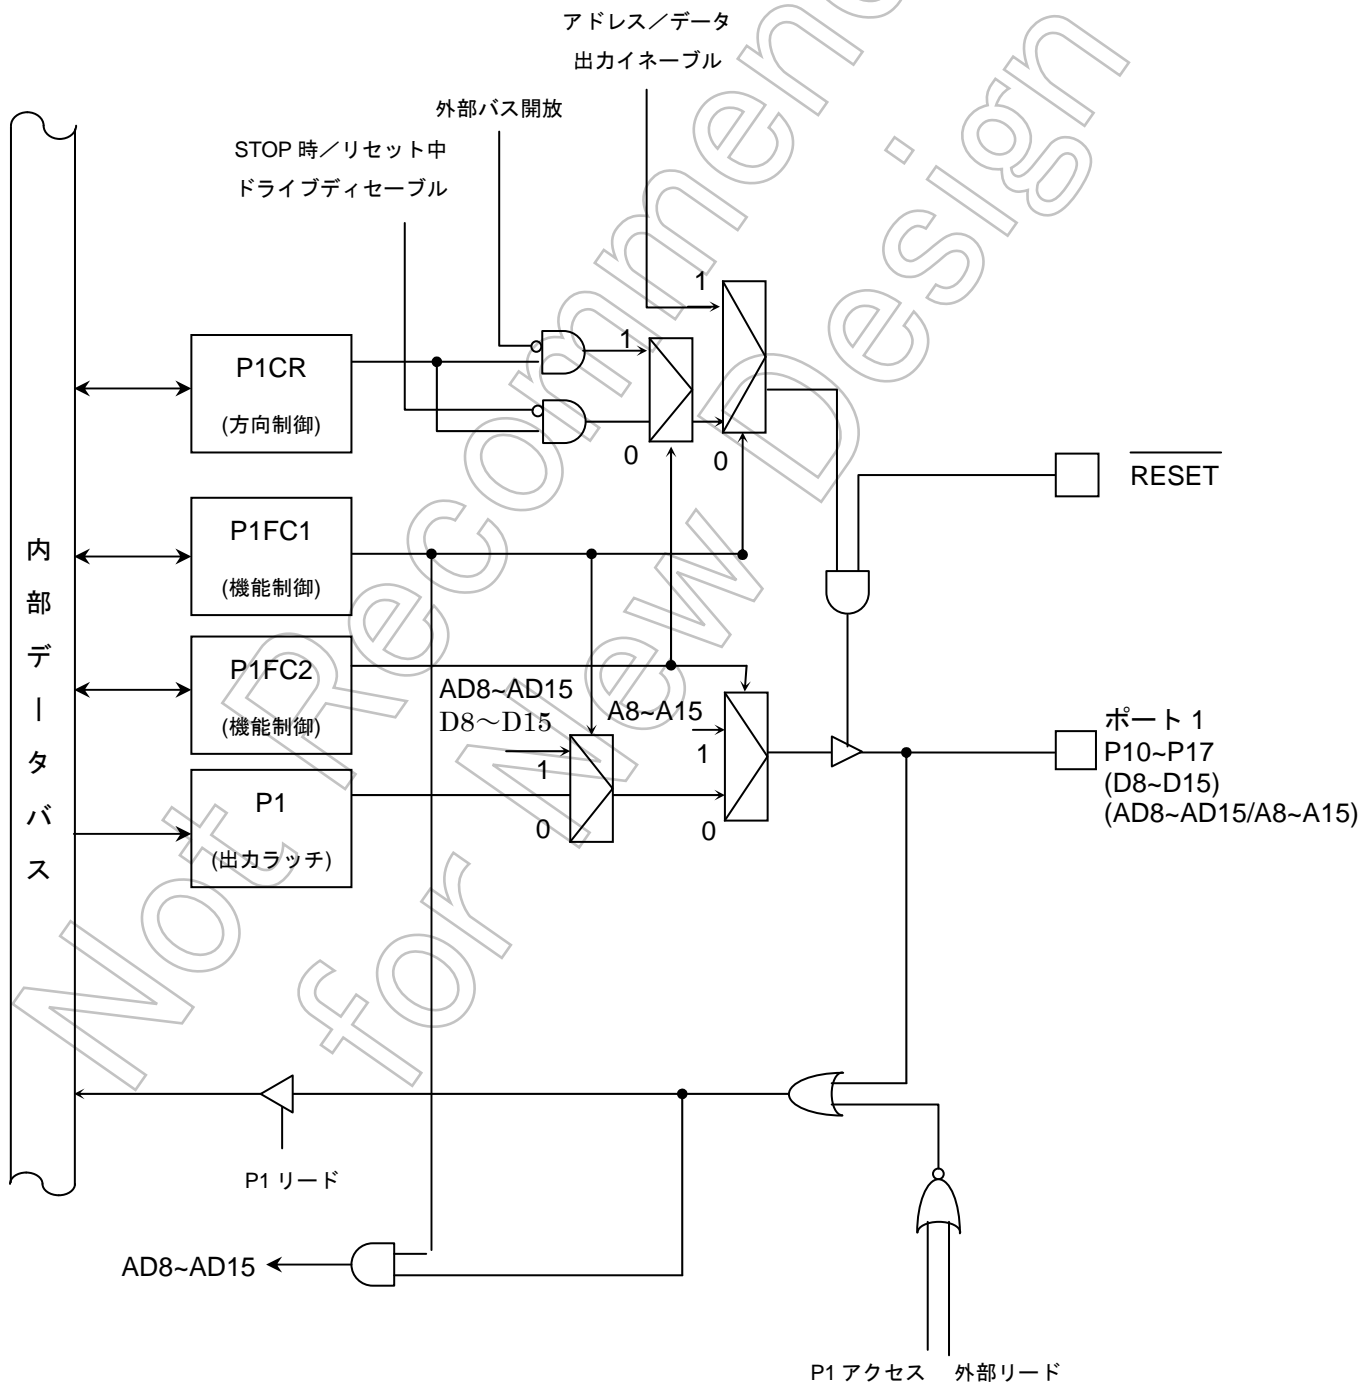 アドレス／データ
出力イネーブル
外部バス開放
STOP 時／リセット中
ドライブディセーブル
1
1
P1CR
(方向制御)
0
0
RESET
P1FC1
(機能制御)
内部データバス
P1FC2
(機能制御)
AD8~AD15
D8～D15
A8~A15
1
1
ポート 1
P10~P17
(D8~D15)
(AD8~AD15/A8~A15)
P1
(出力ラッチ)
0
0
P1 リード
AD8~AD15
P1 アクセス
外部リード
Not Recommended
for New Design